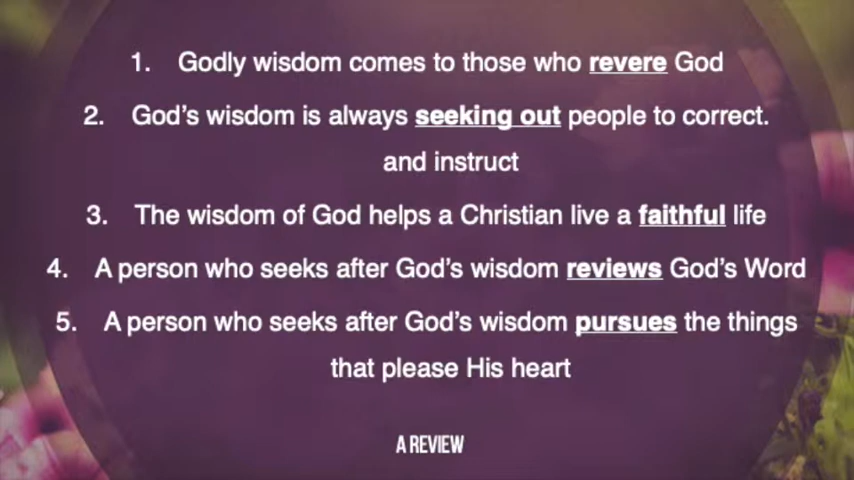 1. Godly wisdom comes to those who revere God
2. God’s wisdom is always seeking out people to correct.
and instruct
3. The wisdom of God helps a Christian live a faithful life
4. A person who seeks after God’s wisdom reviews God’s Word
5. A person who seeks after God’s wisdom pursues the things
that please His heart
A REVIEW